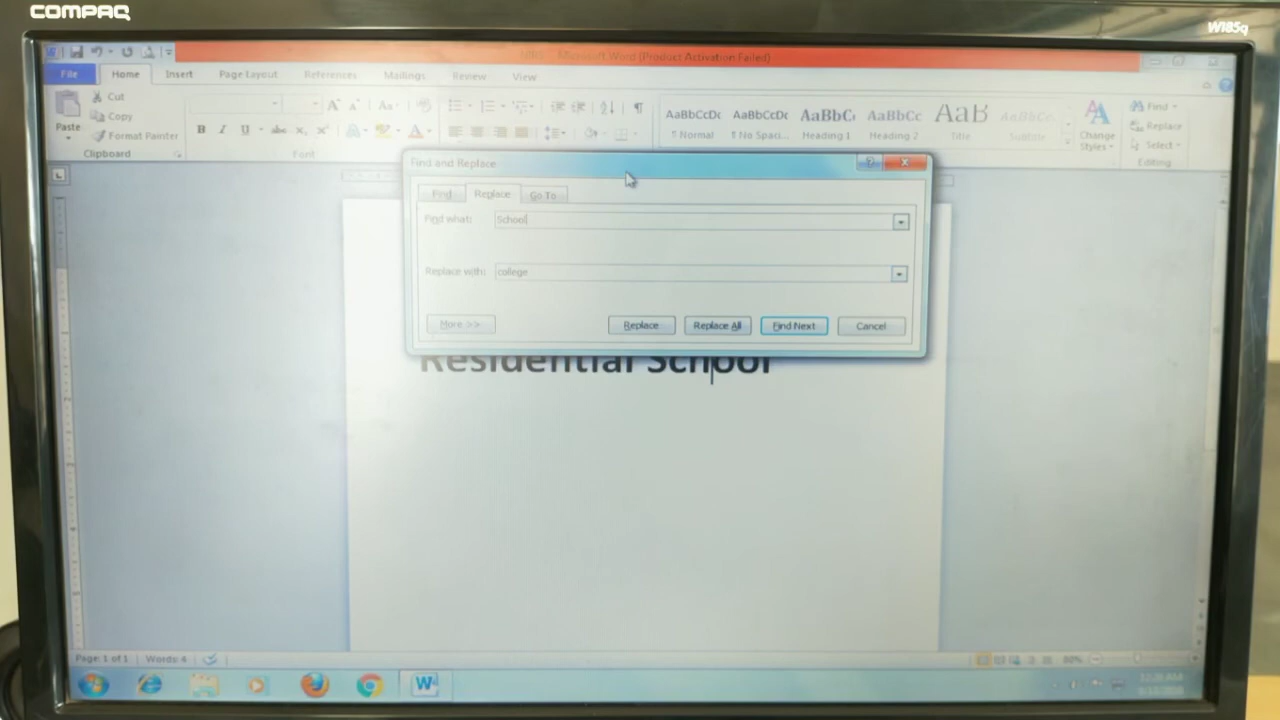 COMPAQ
W185q
Microsoft Word (Product Activation Failed)
File Home Insert Page Layout References Mailings Review View
Cut
Copy
Format Painter
Paste
Clipboard
Font
AaBbCcDc AaBbCcDc AaBbC AaBbCc AaB AaBbCc
¶ Normal ¶ No Spaci... Heading 1 Heading 2 Title Subtitle
Change Styles
Find
Replace
Select
Editing
Find and Replace
Find Replace Go To
Find what: School
Replace with: college
More >> Replace Replace All Find Next Cancel
Residential School
Page: 1 of 1 Words: 4
80%